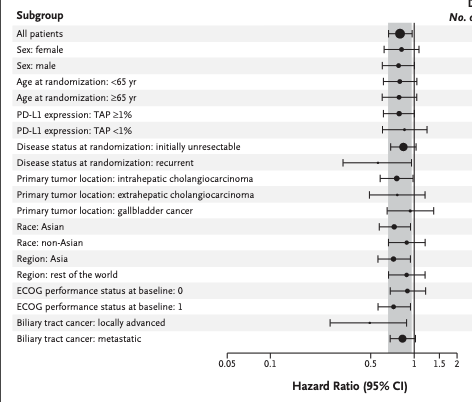 D
Subgroup
No. o
All patients
Sex: female
Sex: male
Age at randomization: <65 yr
Age at randomization: ≥65 yr
PD-L1 expression: TAP ≥1%
PD-L1 expression: TAP <1%
Disease status at randomization: initially unresectable
Disease status at randomization: recurrent
Primary tumor location: intrahepatic cholangiocarcinoma
Primary tumor location: extrahepatic cholangiocarcinoma
Primary tumor location: gallbladder cancer
Race: Asian
Race: non-Asian
Region: Asia
Region: rest of the world
ECOG performance status at baseline: 0
ECOG performance status at baseline: 1
Biliary tract cancer: locally advanced
Biliary tract cancer: metastatic
0.05 0.1 0.5 1 1.5 2
Hazard Ratio (95% CI)